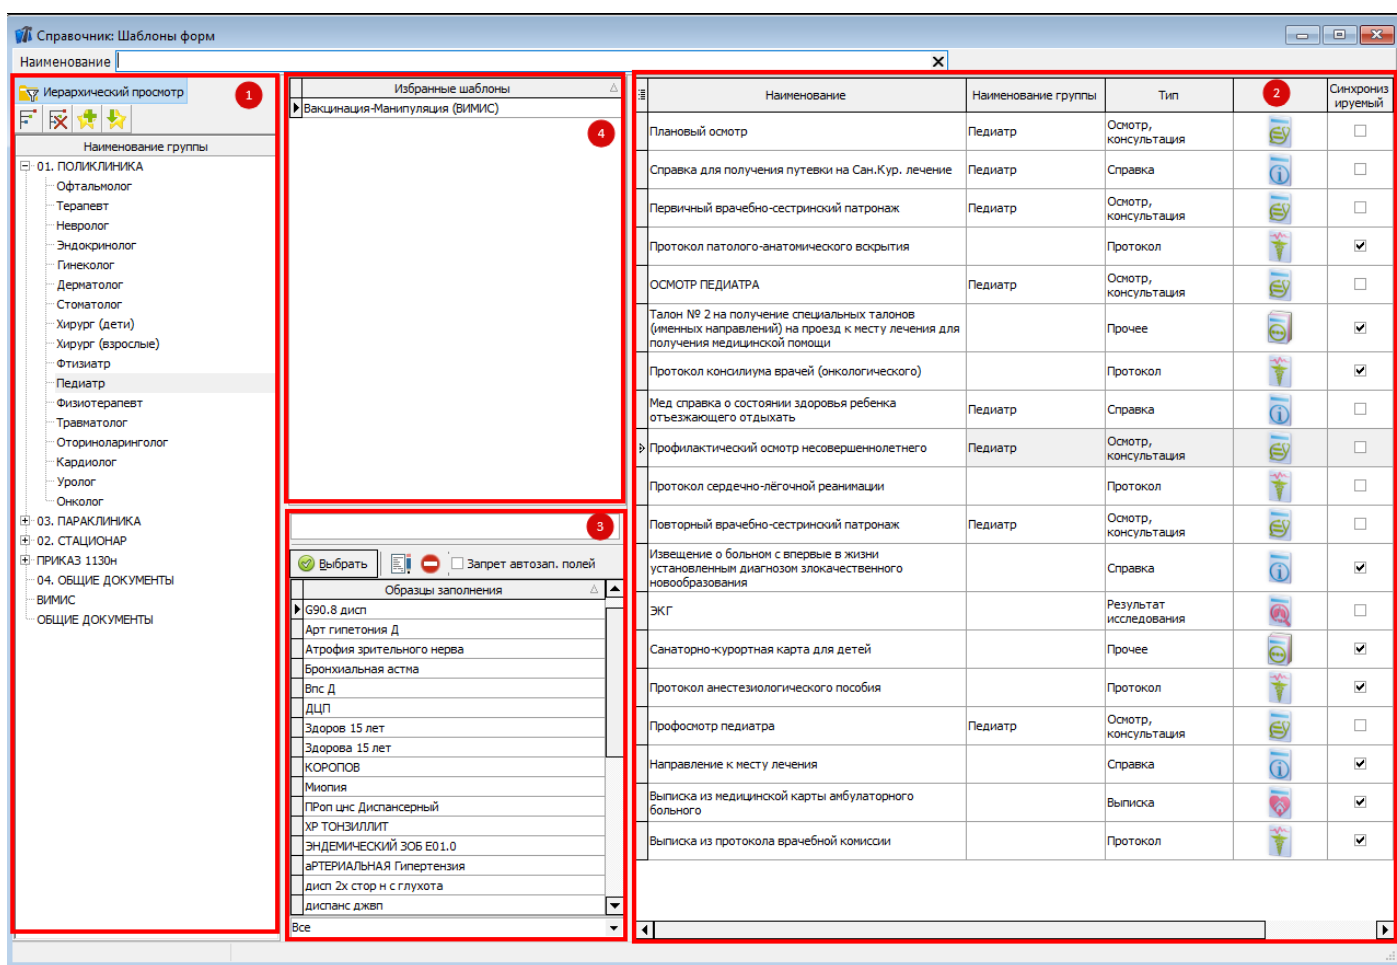 Справочник: Шаблоны форм
Наименование
Иерархический просмотр
1
Наименование группы
01. ПОЛИКЛИНИКА
Офтальмолог
Терапевт
Невролог
Эндокринолог
Гинеколог
Дерматолог
Стоматолог
Хирург (дети)
Хирург (взрослые)
Фтизиатр
Педиатр
Физиотерапевт
Травматолог
Оториноларинголог
Кардиолог
Уролог
Онколог
03. ПАРАКЛИНИКА
02. СТАЦИОНАР
ПРИКАЗ 1130н
04. ОБЩИЕ ДОКУМЕНТЫ
ВИМИС
ОБЩИЕ ДОКУМЕНТЫ
Избранные шаблоны
Вакцинация-Манипуляция (ВИМИС)
4
3
Выбрать
Запрет автозап. полей
Образцы заполнения
G90.8 дисп
Арт гипетония Д
Атрофия зрительного нерва
Бронхиальная астма
Впс Д
ДЦП
Здоров 15 лет
Здорова 15 лет
КОРОПОВ
Миопия
ПРоп цнс Диспансерный
ХР ТОНЗИЛЛИТ
ЭНДЕМИЧЕСКИЙ ЗОБ Е01.0
аРТЕРИАЛЬНАЯ Гипертензия
дисп 2х стор н с глухота
диспанс джвп
Все
Наименование Наименование группы Тип 2 Синхрониз
ируемый
Плановый осмотр Педиатр Осмотр,
консультация
Справка для получения путевки на Сан.Кур. лечение Педиатр Справка
Первичный врачебно-сестринский патронаж Педиатр Осмотр,
консультация
Протокол патолого-анатомического вскрытия Протокол
ОСМОТР ПЕДИАТРА Педиатр Осмотр,
консультация
Талон № 2 на получение специальных талонов
(именных направлений) на проезд к месту лечения для Прочее
получения медицинской помощи
Протокол консилиума врачей (онкологического) Протокол
Мед справка о состоянии здоровья ребенка
отъезжающего отдыхать Педиатр Справка
Профилактический осмотр несовершеннолетнего Педиатр Осмотр,
консультация
Протокол сердечно-лёгочной реанимации Протокол
Повторный врачебно-сестринский патронаж Педиатр Осмотр,
консультация
Извещение о больном с впервые в жизни
установленным диагнозом злокачественного Справка
новообразования
ЭКГ Результат
исследования
Санаторно-курортная карта для детей Прочее
Протокол анестезиологического пособия Протокол
Профосмотр педиатра Педиатр Осмотр,
консультация
Направление к месту лечения Справка
Выписка из медицинской карты амбулаторного
больного Выписка
Выписка из протокола врачебной комиссии Протокол